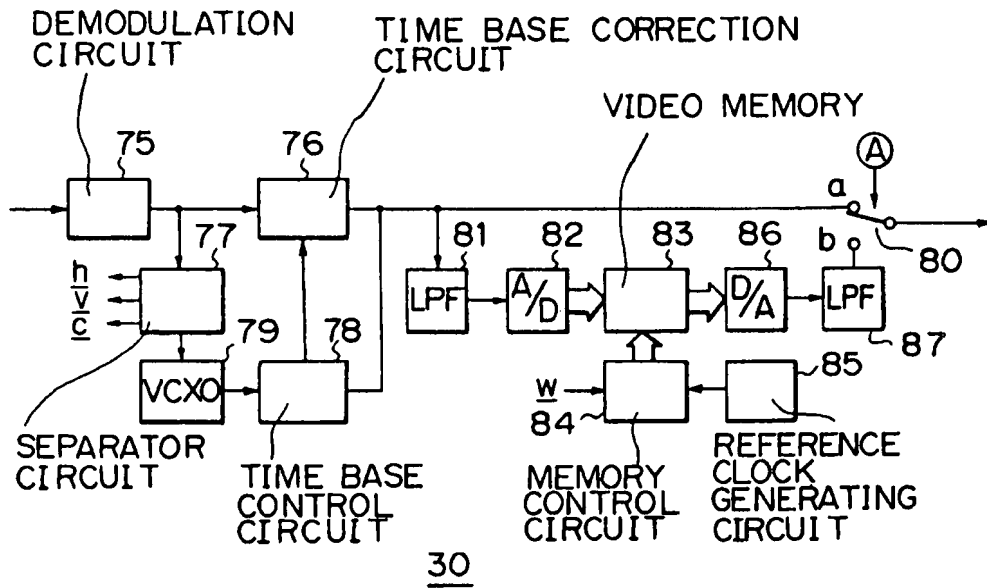 DEMODULATION
CIRCUIT
TIME BASE CORRECTION
CIRCUIT
VIDEO MEMORY
75
76
A
a
80
b
77
h
v
c
81
LPF
82
A/D
83
86
D/A
LPF
87
79
VCXO
78
w
84
85
SEPARATOR
CIRCUIT
TIME BASE
CONTROL
CIRCUIT
MEMORY
CONTROL
CIRCUIT
REFERENCE
CLOCK
GENERATING
CIRCUIT
30